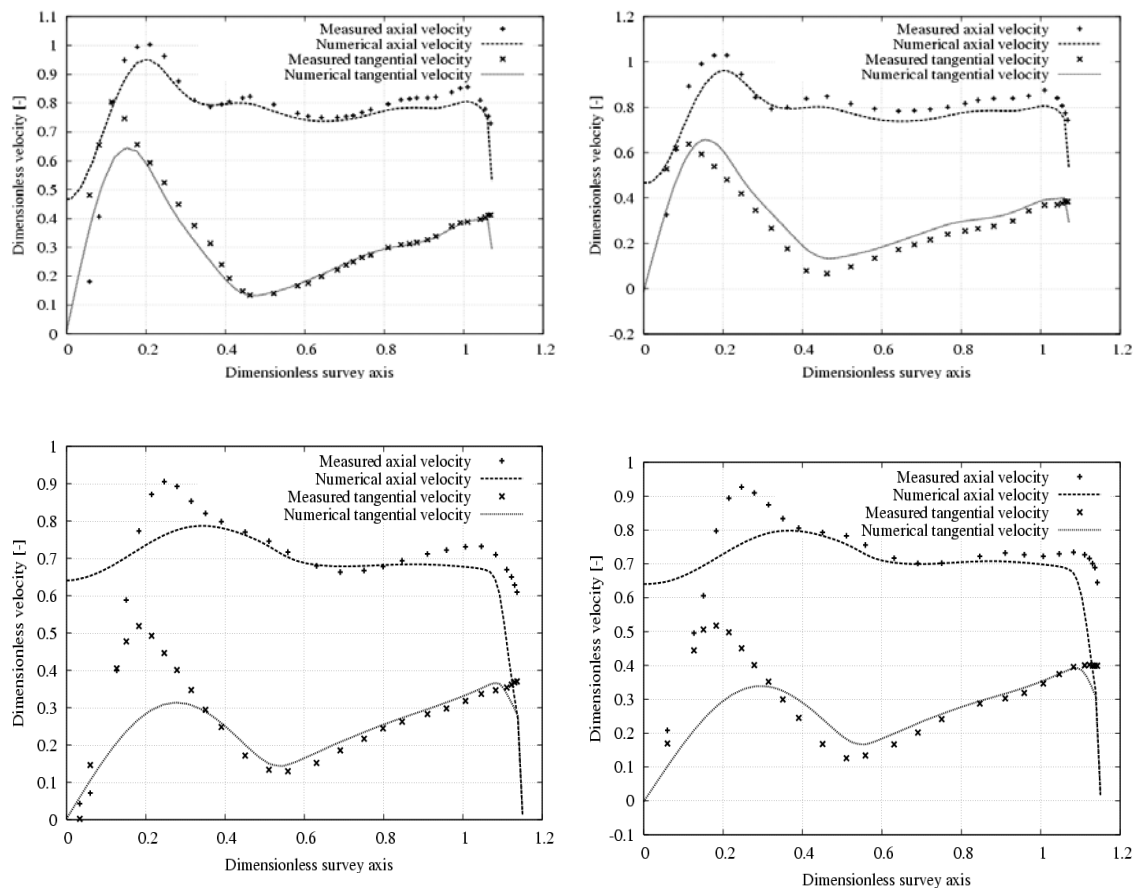 Measured axial velocity
Numerical axial velocity
Measured tangential velocity
Numerical tangential velocity
Dimensionless velocity [-]
1.1
1
0.9
0.8
0.7
0.6
0.5
0.4
0.3
0.2
0.1
0
0 0.2 0.4 0.6 0.8 1 1.2
Dimensionless survey axis
Measured axial velocity
Numerical axial velocity
Measured tangential velocity
Numerical tangential velocity
Dimensionless velocity [-]
1.2
1
0.8
0.6
0.4
0.2
0
-0.2
0 0.2 0.4 0.6 0.8 1 1.2
Dimensionless survey axis
Measured axial velocity
Numerical axial velocity
Measured tangential velocity
Numerical tangential velocity
Dimensionless velocity [-]
1
0.9
0.8
0.7
0.6
0.5
0.4
0.3
0.2
0.1
0
0 0.2 0.4 0.6 0.8 1 1.2
Dimensionless survey axis
Measured axial velocity
Numerical axial velocity
Measured tangential velocity
Numerical tangential velocity
Dimensionless velocity [-]
1
0.9
0.8
0.7
0.6
0.5
0.4
0.3
0.2
0.1
0
-0.1
0 0.2 0.4 0.6 0.8 1 1.2
Dimensionless survey axis